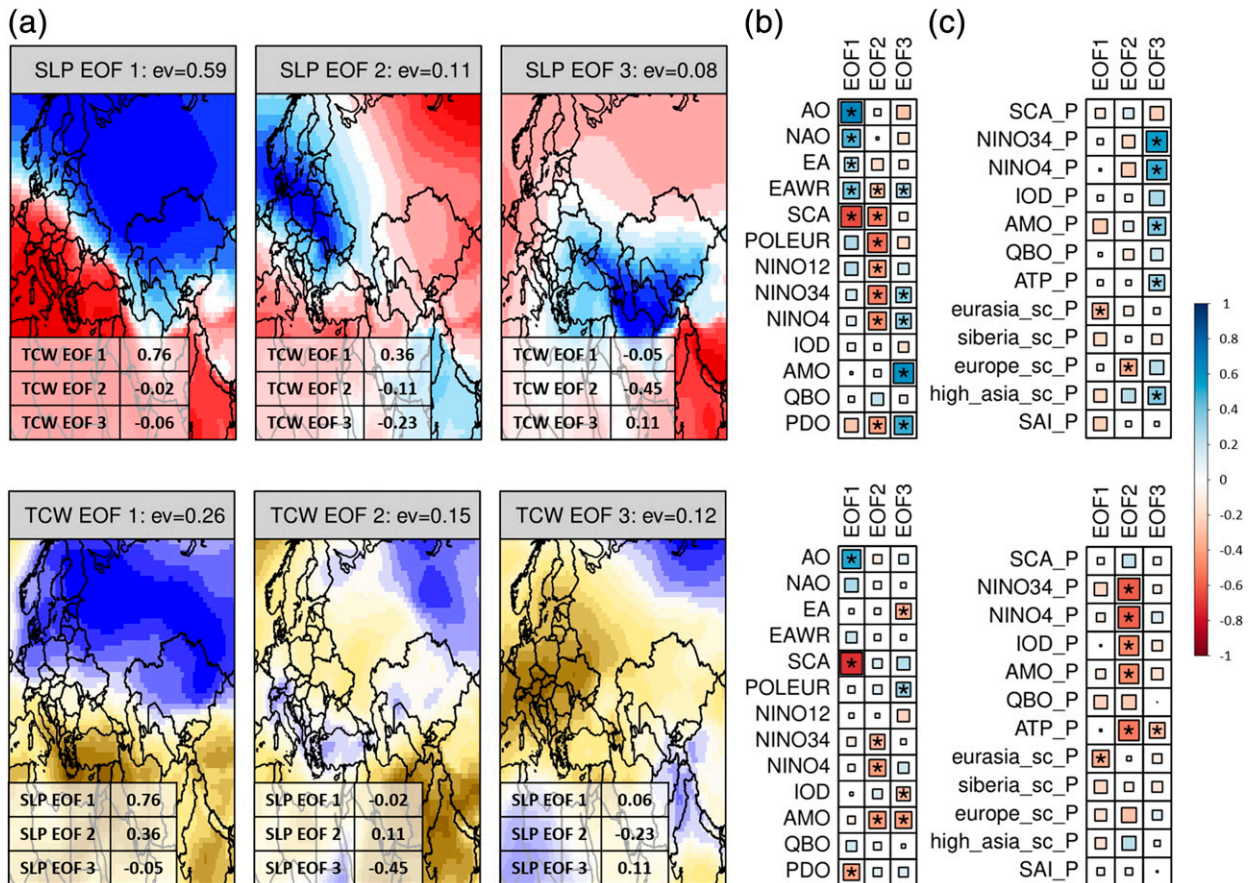 (a)
SLP EOF 1: ev=0.59
SLP EOF 2: ev=0.11
SLP EOF 3: ev=0.08
TCW EOF 1 0.76
TCW EOF 2 -0.02
TCW EOF 3 -0.06
TCW EOF 1 0.36
TCW EOF 2 -0.11
TCW EOF 3 -0.23
TCW EOF 1 -0.05
TCW EOF 2 -0.45
TCW EOF 3 0.11
TCW EOF 1: ev=0.26
TCW EOF 2: ev=0.15
TCW EOF 3: ev=0.12
SLP EOF 1 0.76
SLP EOF 2 0.36
SLP EOF 3 -0.05
SLP EOF 1 -0.02
SLP EOF 2 0.11
SLP EOF 3 -0.45
SLP EOF 1 0.06
SLP EOF 2 -0.23
SLP EOF 3 0.11
(b)
EOF1 EOF2 EOF3
AO
NAO
EA
EAWR
SCA
POLEUR
NINO12
NINO34
NINO4
IOD
AMO
QBO
PDO
EOF1 EOF2 EOF3
AO
NAO
EA
EAWR
SCA
POLEUR
NINO12
NINO34
NINO4
IOD
AMO
QBO
PDO
(c)
EOF1 EOF2 EOF3
SCA_P
NINO34_P
NINO4_P
IOD_P
AMO_P
QBO_P
ATP_P
eurasia_sc_P
siberia_sc_P
europe_sc_P
high_asia_sc_P
SAI_P
EOF1 EOF2 EOF3
SCA_P
NINO34_P
NINO4_P
IOD_P
AMO_P
QBO_P
ATP_P
eurasia_sc_P
siberia_sc_P
europe_sc_P
high_asia_sc_P
SAI_P
1
0.8
0.6
0.4
0.2
0
-0.2
-0.4
-0.6
-0.8
-1